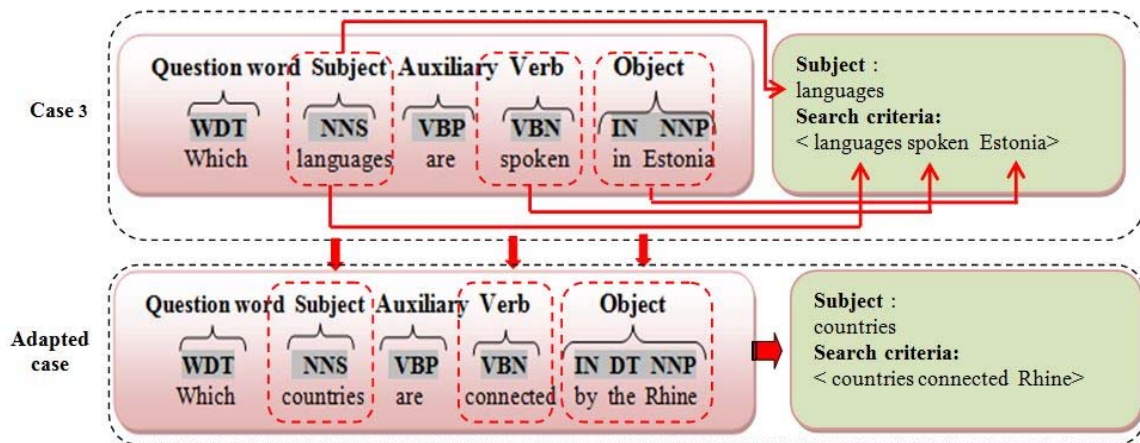 Case 3
Question word Subject Auxiliary Verb Object
WDT NNS VBP VBN IN NNP
Which languages are spoken in Estonia
Subject :
languages
Search criteria:
< languages spoken Estonia>
Adapted
case
Question word Subject Auxiliary Verb Object
WDT NNS VBP VBN IN DT NNP
Which countries are connected by the Rhine
Subject :
countries
Search criteria:
< countries connected Rhine>